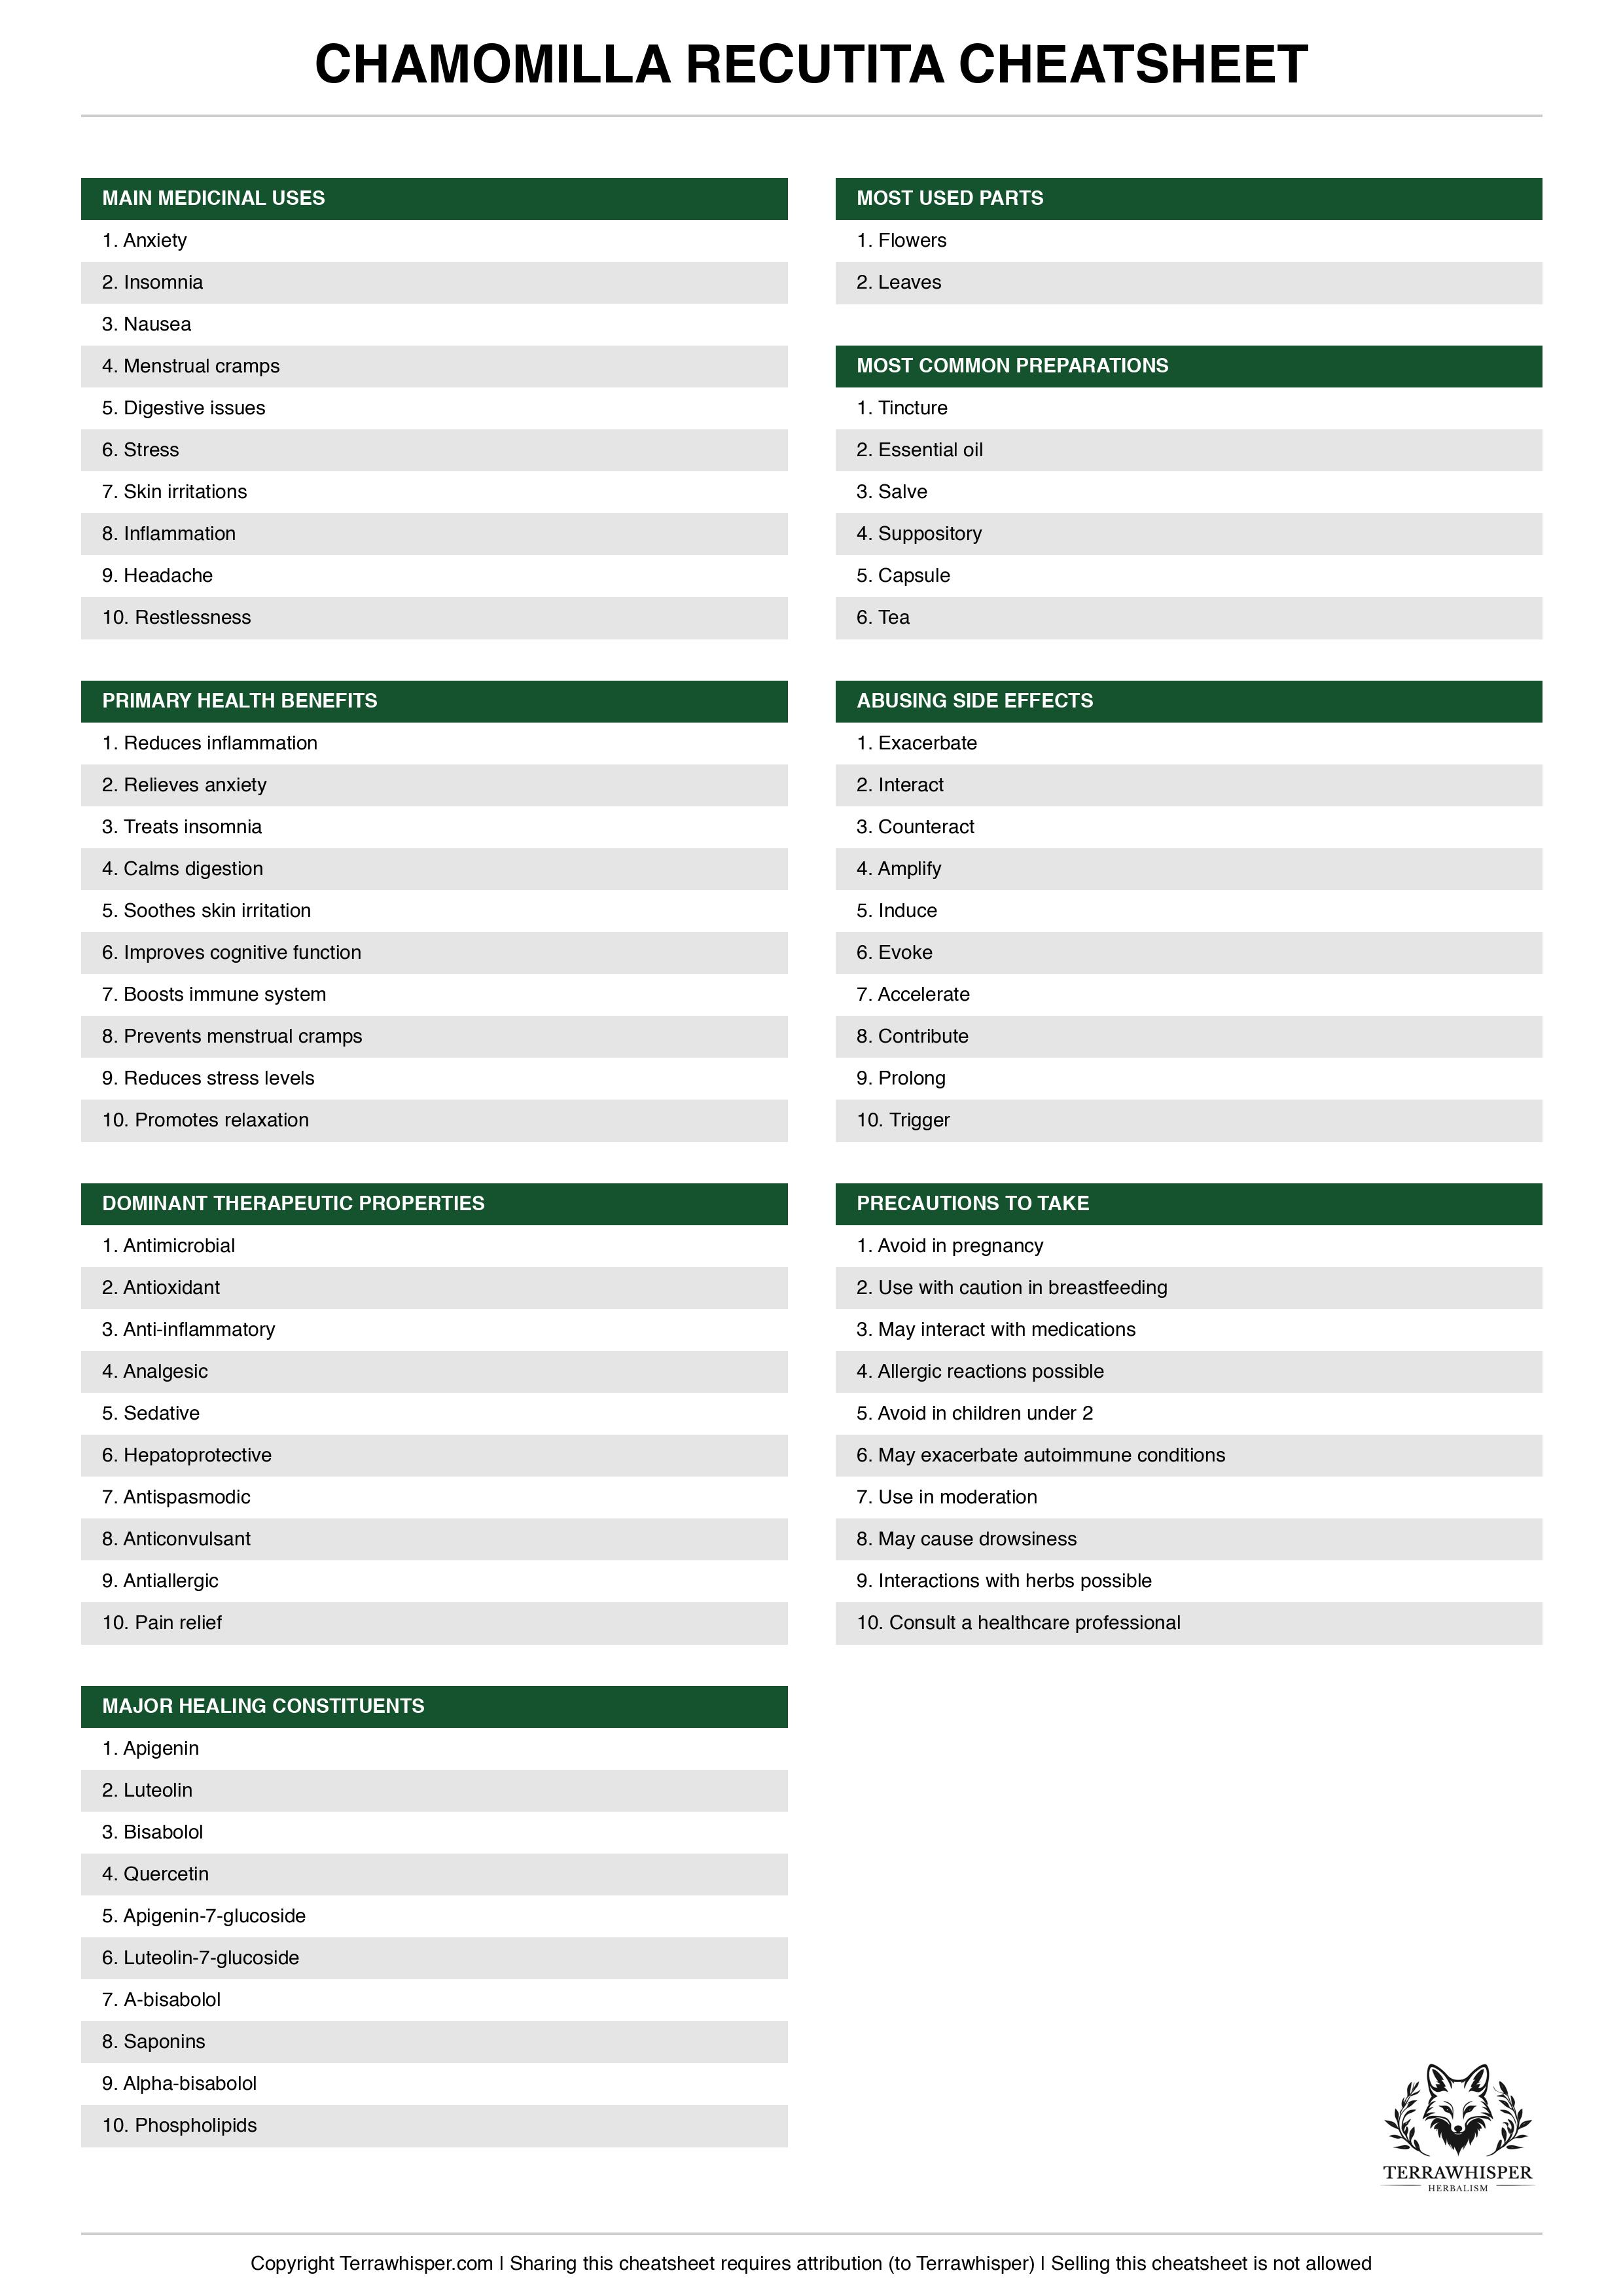 CHAMOMILLA RECUTITA CHEATSHEET
MAIN MEDICINAL USES
1. Anxiety
2. Insomnia
3. Nausea
4. Menstrual cramps
5. Digestive issues
6. Stress
7. Skin irritations
8. Inflammation
9. Headache
10. Restlessness
PRIMARY HEALTH BENEFITS
1. Reduces inflammation
2. Relieves anxiety
3. Treats insomnia
4. Calms digestion
5. Soothes skin irritation
6. Improves cognitive function
7. Boosts immune system
8. Prevents menstrual cramps
9. Reduces stress levels
10. Promotes relaxation
DOMINANT THERAPEUTIC PROPERTIES
1. Antimicrobial
2. Antioxidant
3. Anti-inflammatory
4. Analgesic
5. Sedative
6. Hepatoprotective
7. Antispasmodic
8. Anticonvulsant
9. Antiallergic
10. Pain relief
MAJOR HEALING CONSTITUENTS
1. Apigenin
2. Luteolin
3. Bisabolol
4. Quercetin
5. Apigenin-7-glucoside
6. Luteolin-7-glucoside
7. A-bisabolol
8. Saponins
9. Alpha-bisabolol
10. Phospholipids
MOST USED PARTS
1. Flowers
2. Leaves
MOST COMMON PREPARATIONS
1. Tincture
2. Essential oil
3. Salve
4. Suppository
5. Capsule
6. Tea
ABUSING SIDE EFFECTS
1. Exacerbate
2. Interact
3. Counteract
4. Amplify
5. Induce
6. Evoke
7. Accelerate
8. Contribute
9. Prolong
10. Trigger
PRECAUTIONS TO TAKE
1. Avoid in pregnancy
2. Use with caution in breastfeeding
3. May interact with medications
4. Allergic reactions possible
5. Avoid in children under 2
6. May exacerbate autoimmune conditions
7. Use in moderation
8. May cause drowsiness
9. Interactions with herbs possible
10. Consult a healthcare professional
TERRAWHISPER
HERBALISM
Copyright Terrawhisper.com | Sharing this cheatsheet requires attribution (to Terrawhisper) | Selling this cheatsheet is not allowed